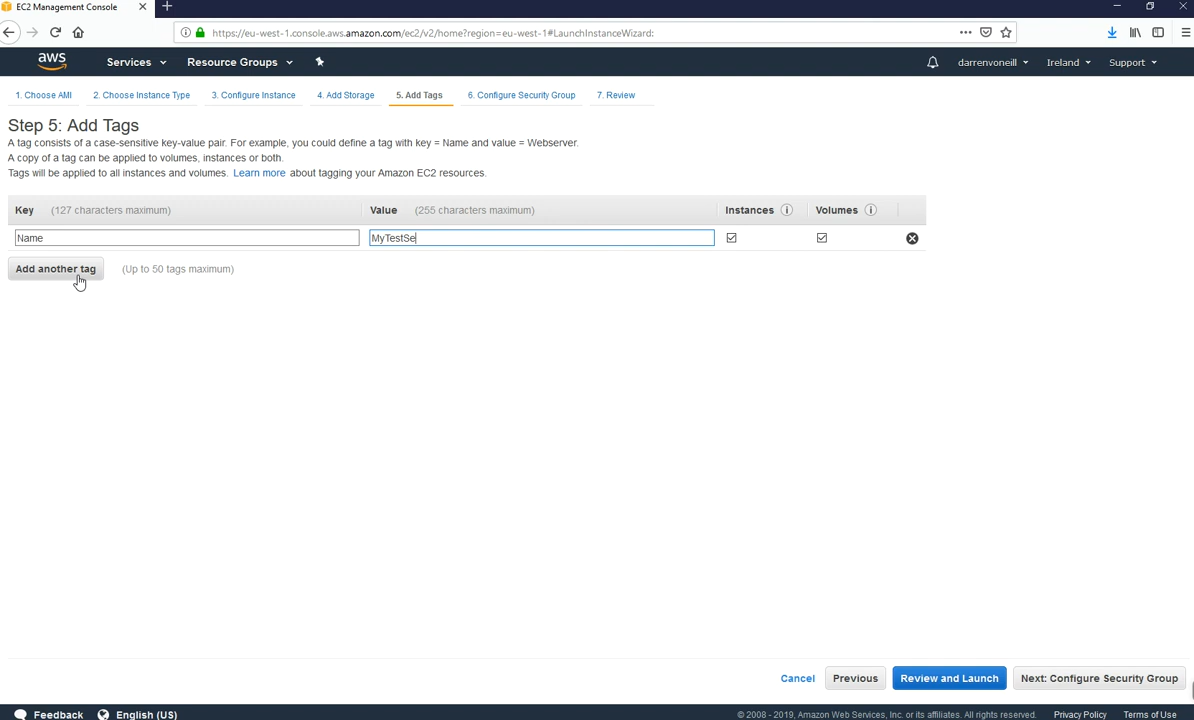 EC2 Management Console
https://eu-west-1.console.aws.amazon.com/ec2/v2/home?region=eu-west-1#LaunchInstanceWizard:
aws Services Resource Groups darrenvoneill Ireland Support
1. Choose AMI 2. Choose Instance Type 3. Configure Instance 4. Add Storage 5. Add Tags 6. Configure Security Group 7. Review
Step 5: Add Tags
A tag consists of a case-sensitive key-value pair. For example, you could define a tag with key = Name and value = Webserver.
A copy of a tag can be applied to volumes, instances or both.
Tags will be applied to all instances and volumes. Learn more about tagging your Amazon EC2 resources.
Key (127 characters maximum) Value (255 characters maximum) Instances Volumes
Name MyTestSe
Add another tag (Up to 50 tags maximum)
Cancel Previous Review and Launch Next: Configure Security Group
Feedback English (US) © 2008 - 2019, Amazon Web Services, Inc. or its affiliates. All rights reserved. Privacy Policy Terms of Use